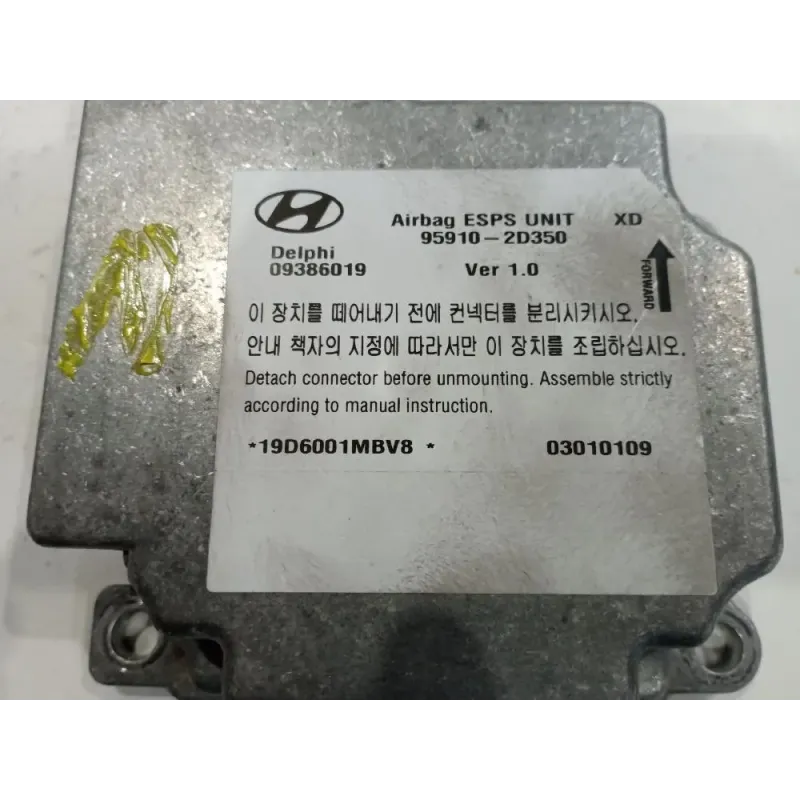 Airbag ESPS UNIT XD
95910-2D350
Delphi
09386019 Ver 1.0
FORWARD
이 장치를 떼어내기 전에 컨넥터를 분리시키시오.
안내 책자의 지정에 따라서만 이 장치를 조립하십시오.
Detach connector before unmounting. Assemble strictly
according to manual instruction.
*19D6001MBV8 * 03010109